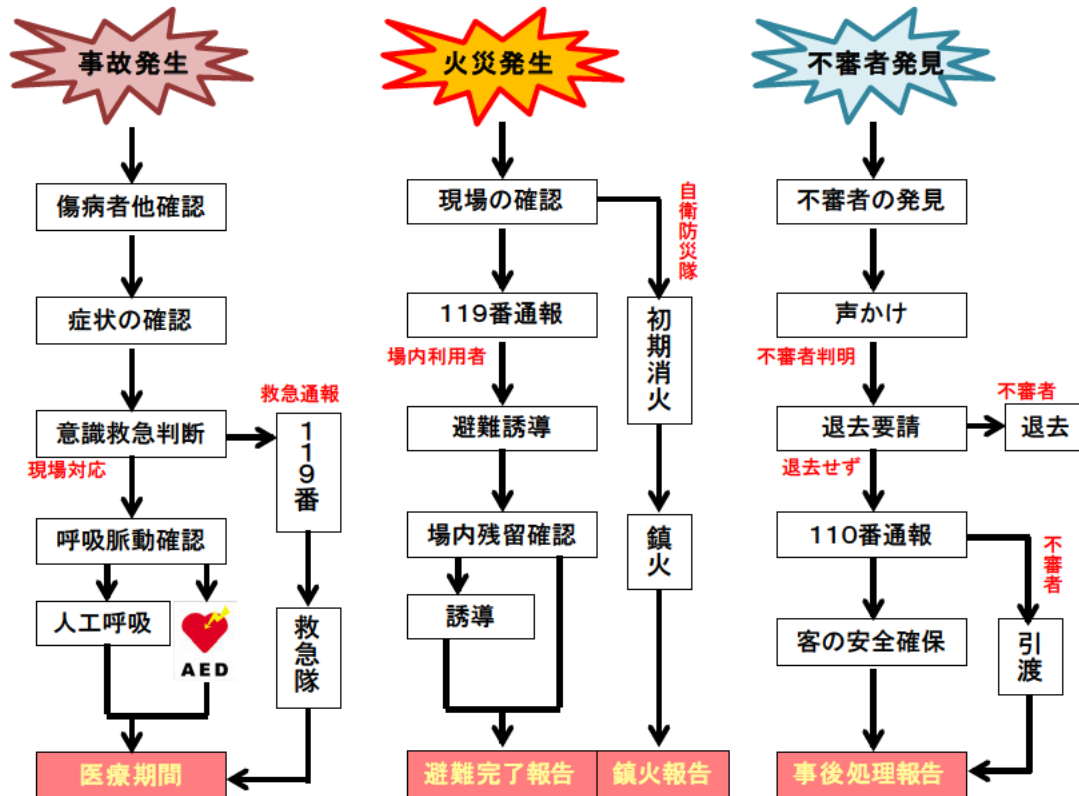 事故発生
傷病者他確認
症状の確認
意識救急判断
救急通報
119番
現場対応
呼吸脈動確認
人工呼吸
AED
救急隊
医療期間
火災発生
現場の確認
自衛防災隊
119番通報
初期消火
場内利用者
避難誘導
場内残留確認
鎮火
誘導
避難完了報告
鎮火報告
不審者発見
不審者の発見
声かけ
不審者判明
退去要請
不審者
退去
退去せず
110番通報
不審者
客の安全確保
引渡
事後処理報告